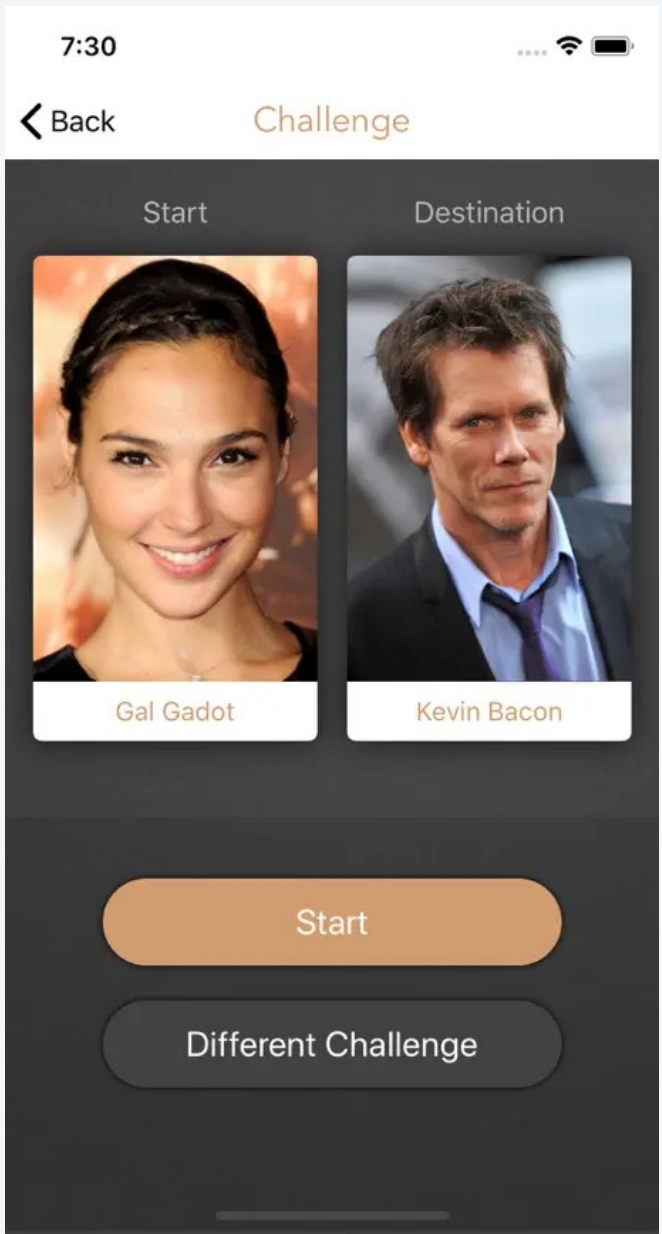 7:30
Back
Challenge
Start
Destination
Gal Gadot
Kevin Bacon
Start
Different Challenge